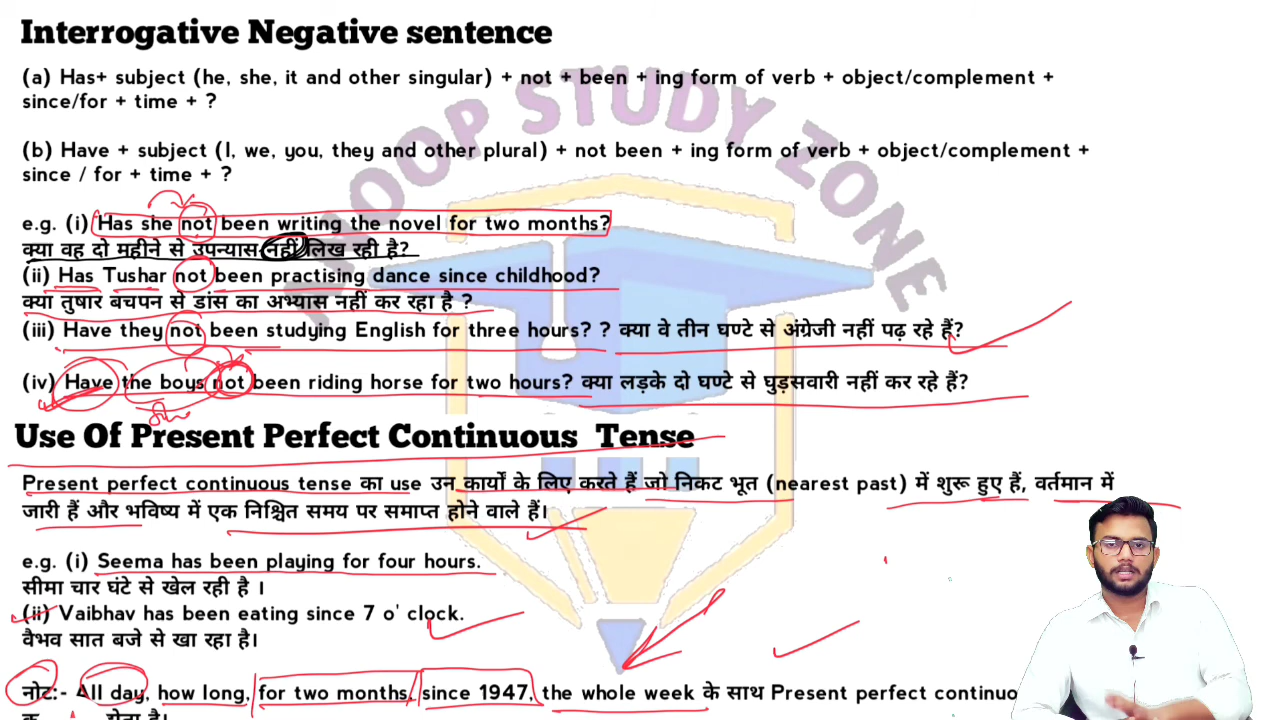 Interrogative Negative sentence
(a) Has+ subject (he, she, it and other singular) + not + been + ing form of verb + object/complement +
since/for + time + ?
(b) Have + subject (I, we, you, they and other plural) + not been + ing form of verb + object/complement +
since / for + time + ?
e.g. (i) Has she not been writing the novel for two months?
क्या वह दो महीने से उपन्यास नहीं लिख रही है?
(ii) Has Tushar not been practising dance since childhood?
क्या तुषार बचपन से डांस का अभ्यास नहीं कर रहा है ?
(iii) Have they not been studying English for three hours? ? क्या वे तीन घण्टे से अंग्रेजी नहीं पढ़ रहे हैं?
(iv) Have the boys not been riding horse for two hours? क्या लड़के दो घण्टे से घुड़सवारी नहीं कर रहे हैं?
Use Of Present Perfect Continuous Tense
Present perfect continuous tense का use उन कार्यों के लिए करते हैं जो निकट भूत (nearest past) में शुरू हुए हैं, वर्तमान में
जारी हैं और भविष्य में एक निश्चित समय पर समाप्त होने वाले हैं।
e.g. (i) Seema has been playing for four hours.
सीमा चार घंटे से खेल रही है ।
(ii) Vaibhav has been eating since 7 o' clock.
वैभव सात बजे से खा रहा है।
नोट:- All day, how long, for two months, since 1947, the whole week के साथ Present perfect continuo
ANOOP STUDY ZONE